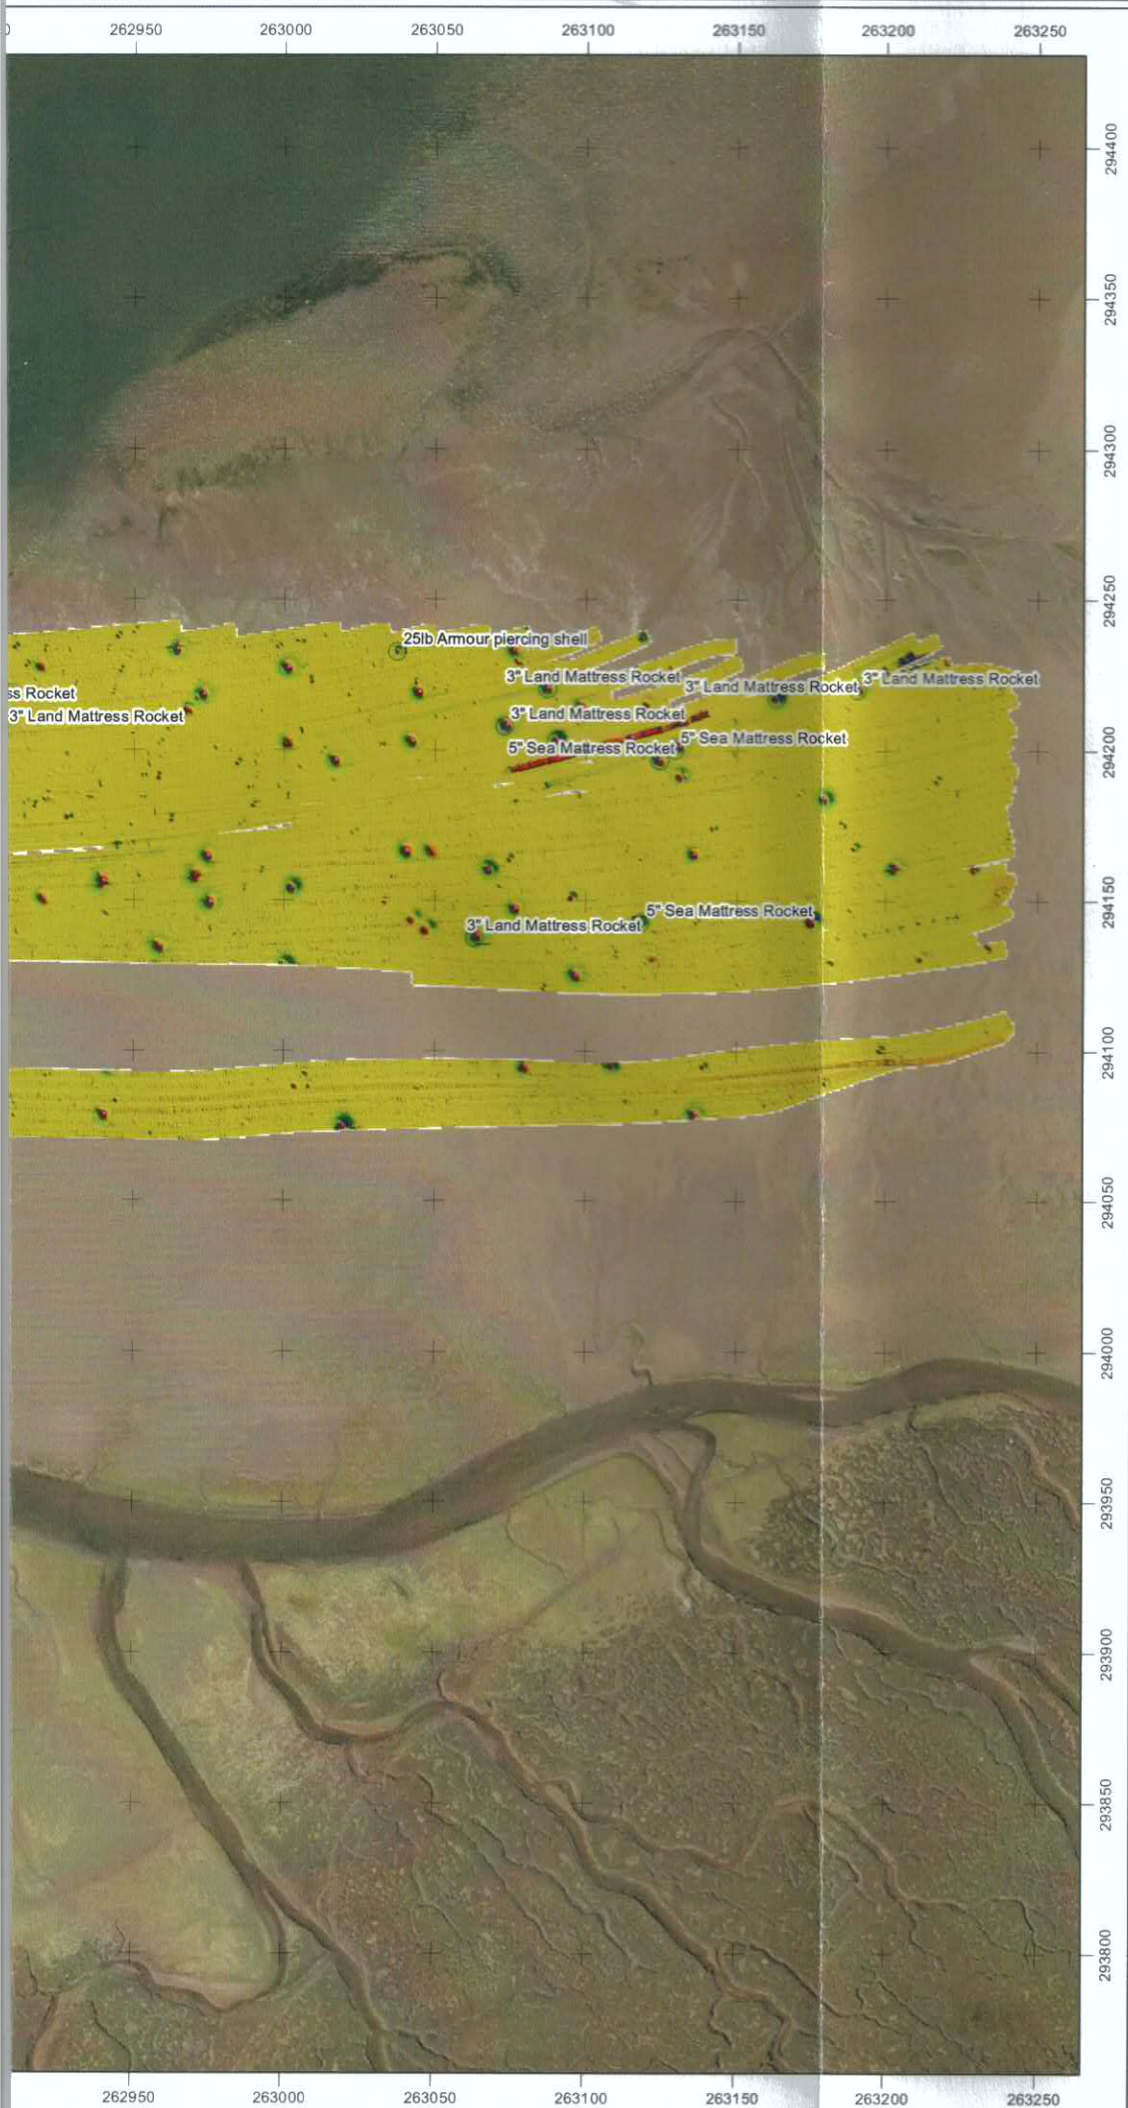 262950 263000 263050 263100 263150 263200 263250
294400
294350
294300
294250
25lb Armour piercing shell
3" Land Mattress Rocket
3" Land Mattress Rocket
3" Land Mattress Rocket
ss Rocket
3" Land Mattress Rocket
3" Land Mattress Rocket
5" Sea Mattress Rocket
5" Sea Mattress Rocket
294200
294150
5" Sea Mattress Rocket
3" Land Mattress Rocket
294100
294050
294000
293950
293900
293850
293800
262950 263000 263050 263100 263150 263200 263250